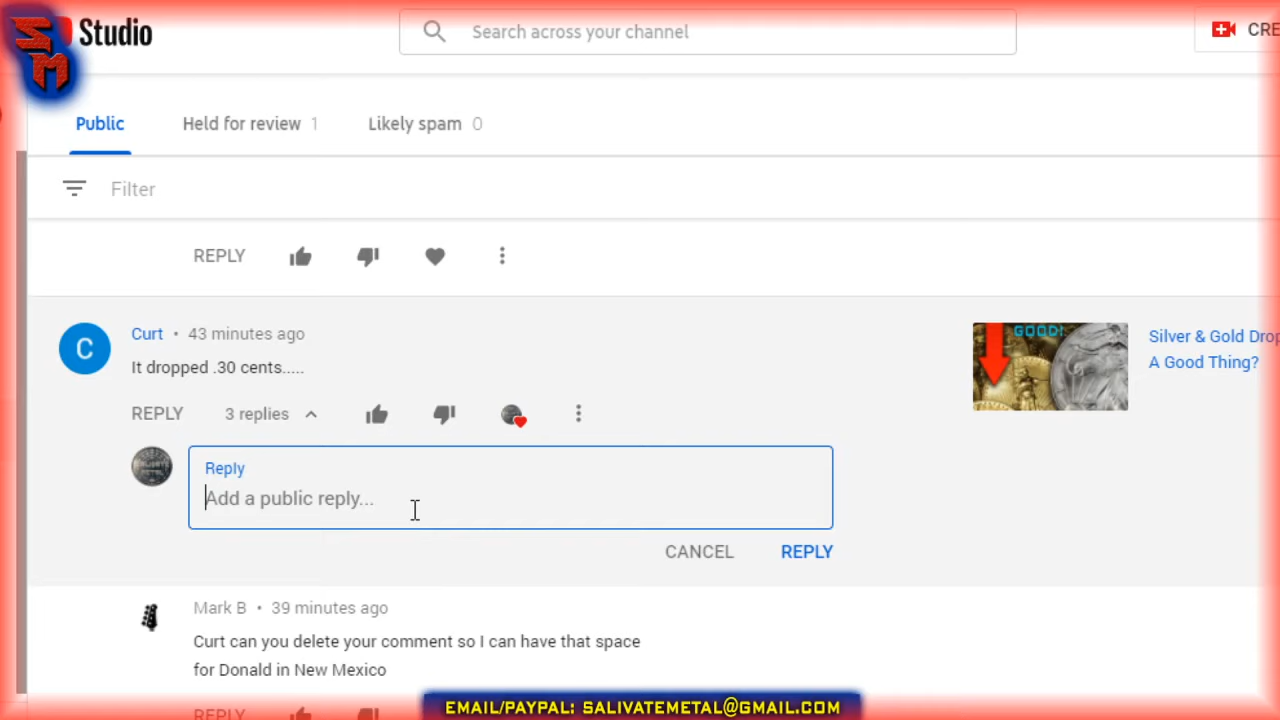 SM
Studio
Search across your channel
CRE
Public
Held for review 1
Likely spam 0
Filter
REPLY
Curt • 43 minutes ago
It dropped .30 cents.....
REPLY 3 replies
GOOD!
Silver & Gold Drop
A Good Thing?
Reply
Add a public reply...
CANCEL
REPLY
Mark B • 39 minutes ago
Curt can you delete your comment so I can have that space
for Donald in New Mexico
REPLY
EMAIL/PAYPAL: SALIVATEMETAL@GMAIL.COM